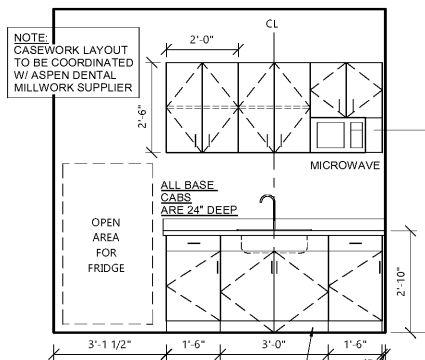 CL
NOTE:
CASEWORK LAYOUT
TO BE COORDINATED
W/ ASPEN DENTAL
MILLWORK SUPPLIER
2'-0"
2'-6"
MICROWAVE
ALL BASE
CABS
ARE 24" DEEP
OPEN
AREA
FOR
FRIDGE
2'-10"
3'-1 1/2"
1'-6"
3'-0"
1'-6"